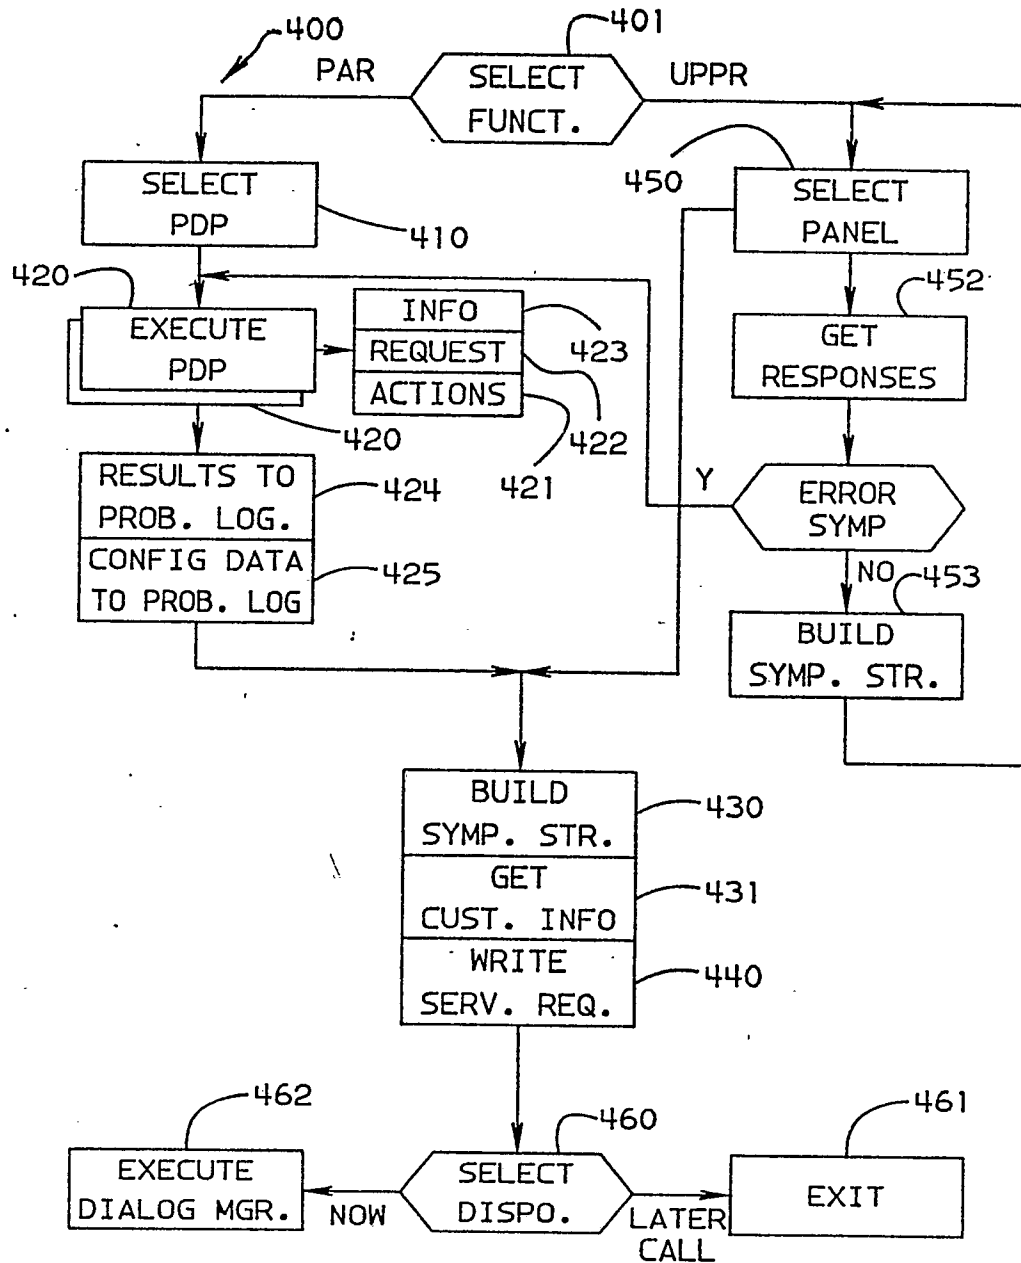 400
401
PAR
SELECT
FUNCT.
UPPR
SELECT
PDP
410
450
SELECT
PANEL
420
EXECUTE
PDP
420
INFO
REQUEST
ACTIONS
423
422
421
452
GET
RESPONSES
RESULTS TO
PROB. LOG.
424
CONFIG DATA
TO PROB. LOG
425
Y
ERROR
SYMP
NO
453
BUILD
SYMP. STR.
BUILD
SYMP. STR.
430
GET
CUST. INFO
431
WRITE
SERV. REQ.
440
462
EXECUTE
DIALOG MGR.
NOW
460
SELECT
DISPO.
LATER
CALL
461
EXIT